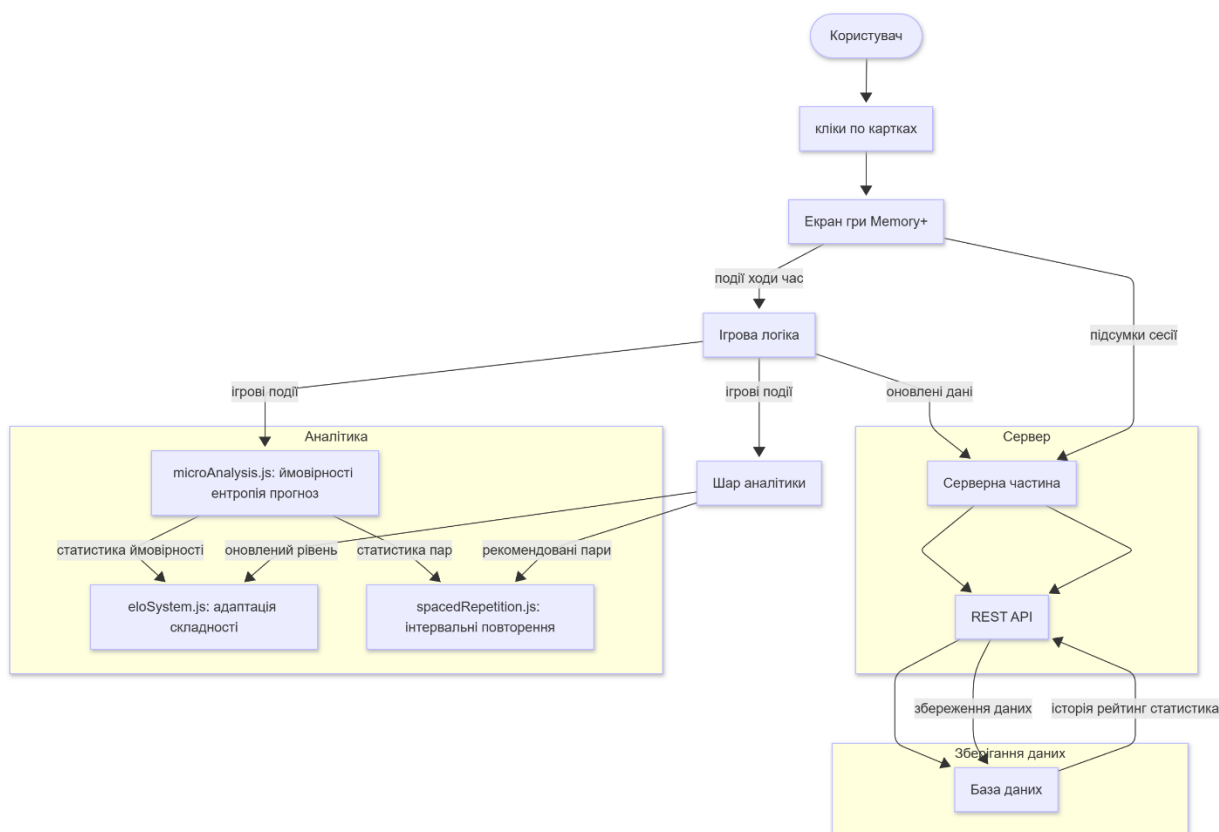 Користувач
кліки по картках
Екран гри Memory+
події ходи час
Ігрова логіка
підсумки сесії
ігрові події
ігрові події
оновлені дані
Аналітика
Сервер
microAnalysis.js: ймовірності
ентропія прогноз
Шар аналітики
Серверна частина
статистика ймовірності
оновлений рівень
статистика пар
рекомендовані пари
eloSystem.js: адаптація
складності
spacedRepetition.js:
інтервальні повторення
REST API
збереження даних
історія рейтинг статистика
Зберігання даних
База даних